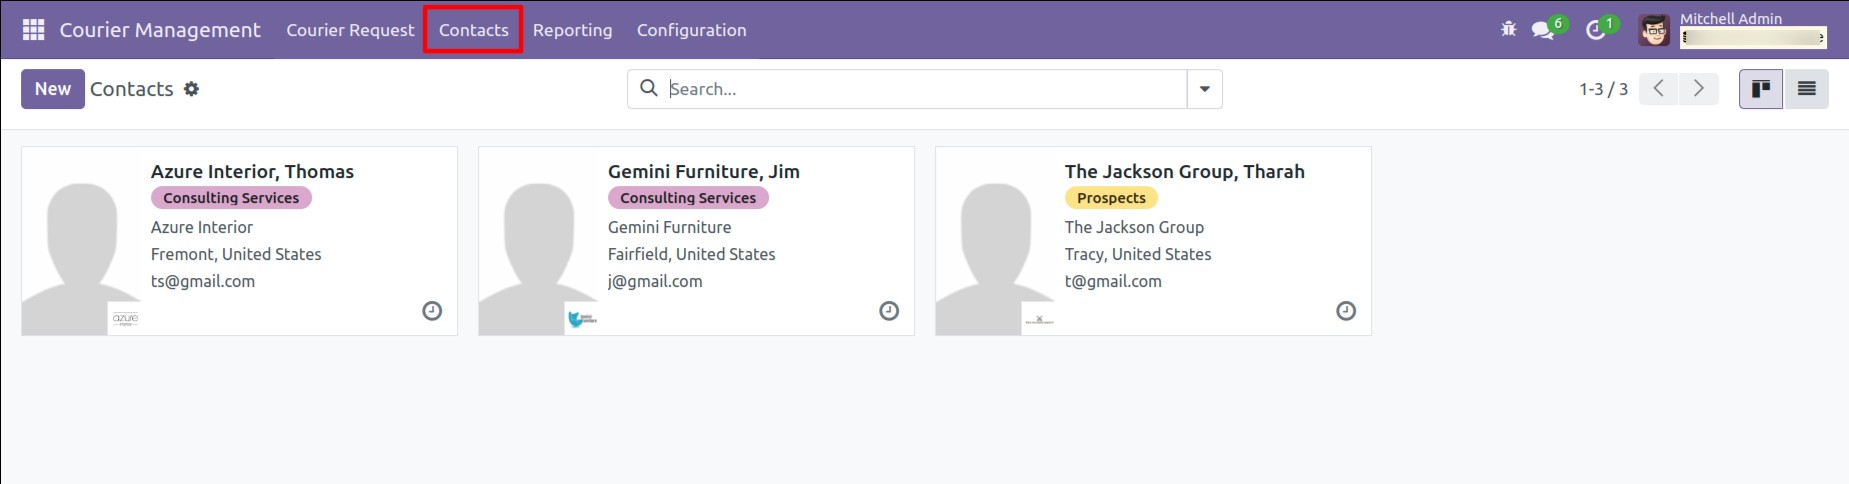 Courier Management Courier Request Contacts Reporting Configuration 6 1 Mitchell Admin
New Contacts Search... 1-3 / 3
Azure Interior, Thomas
Consulting Services
Azure Interior
Fremont, United States
ts@gmail.com
azure
Gemini Furniture, Jim
Consulting Services
Gemini Furniture
Fairfield, United States
j@gmail.com
The Jackson Group, Tharah
Prospects
The Jackson Group
Tracy, United States
t@gmail.com